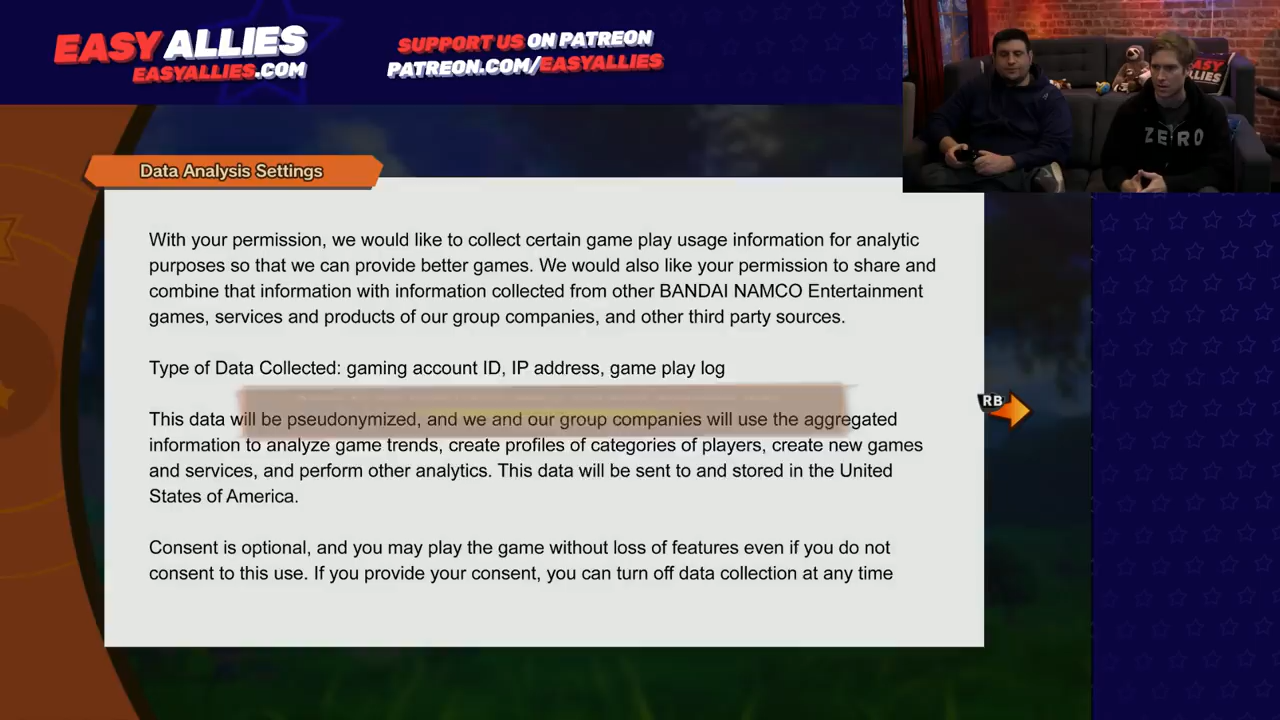 EASY ALLIES
EASYALLIES.COM
SUPPORT US ON PATREON
PATREON.COM/EASYALLIES
EASY
ALLIES
ZERO
Data Analysis Settings
With your permission, we would like to collect certain game play usage information for analytic
purposes so that we can provide better games. We would also like your permission to share and
combine that information with information collected from other BANDAI NAMCO Entertainment
games, services and products of our group companies, and other third party sources.
Type of Data Collected: gaming account ID, IP address, game play log
RB
This data will be pseudonymized, and we and our group companies will use the aggregated
information to analyze game trends, create profiles of categories of players, create new games
and services, and perform other analytics. This data will be sent to and stored in the United
States of America.
Consent is optional, and you may play the game without loss of features even if you do not
consent to this use. If you provide your consent, you can turn off data collection at any time